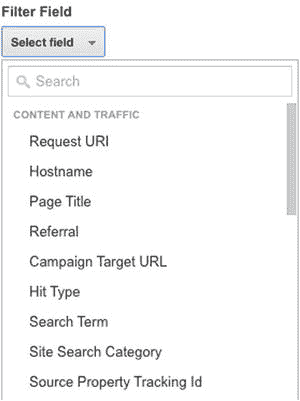 Filter Field
Select field
Search
CONTENT AND TRAFFIC
Request URI
Hostname
Page Title
Referral
Campaign Target URL
Hit Type
Search Term
Site Search Category
Source Property Tracking Id